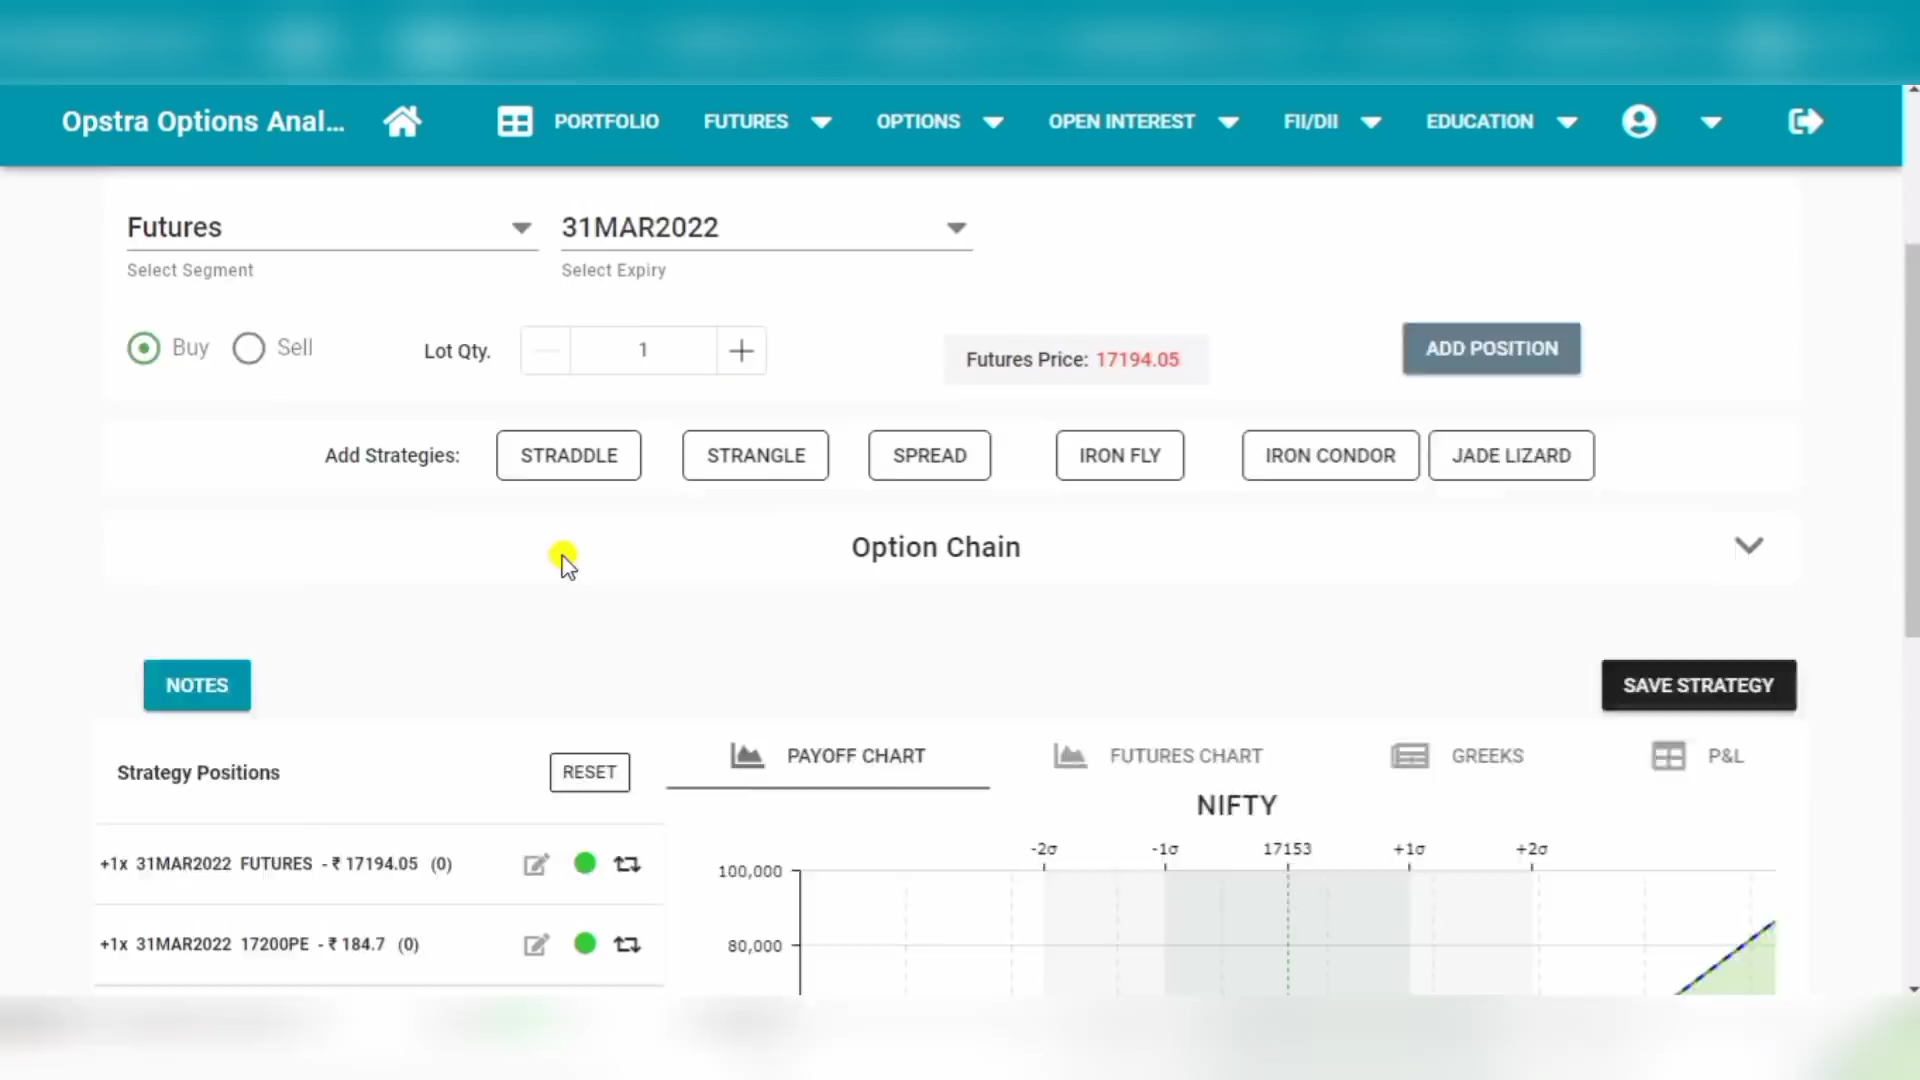 Opstra Options Anal... PORTFOLIO FUTURES OPTIONS OPEN INTEREST FII/DII EDUCATION
Futures 31MAR2022
Select Segment Select Expiry
Buy Sell Lot Qty. 1 Futures Price: 17194.05 ADD POSITION
Add Strategies: STRADDLE STRANGLE SPREAD IRON FLY IRON CONDOR JADE LIZARD
Option Chain
NOTES SAVE STRATEGY
Strategy Positions RESET PAYOFF CHART FUTURES CHART GREEKS P&L
NIFTY
-2σ -1σ 17153 +1σ +2σ
+1x 31MAR2022 FUTURES - ₹ 17194.05 (0)
100,000
+1x 31MAR2022 17200PE - ₹ 184.7 (0)
80,000